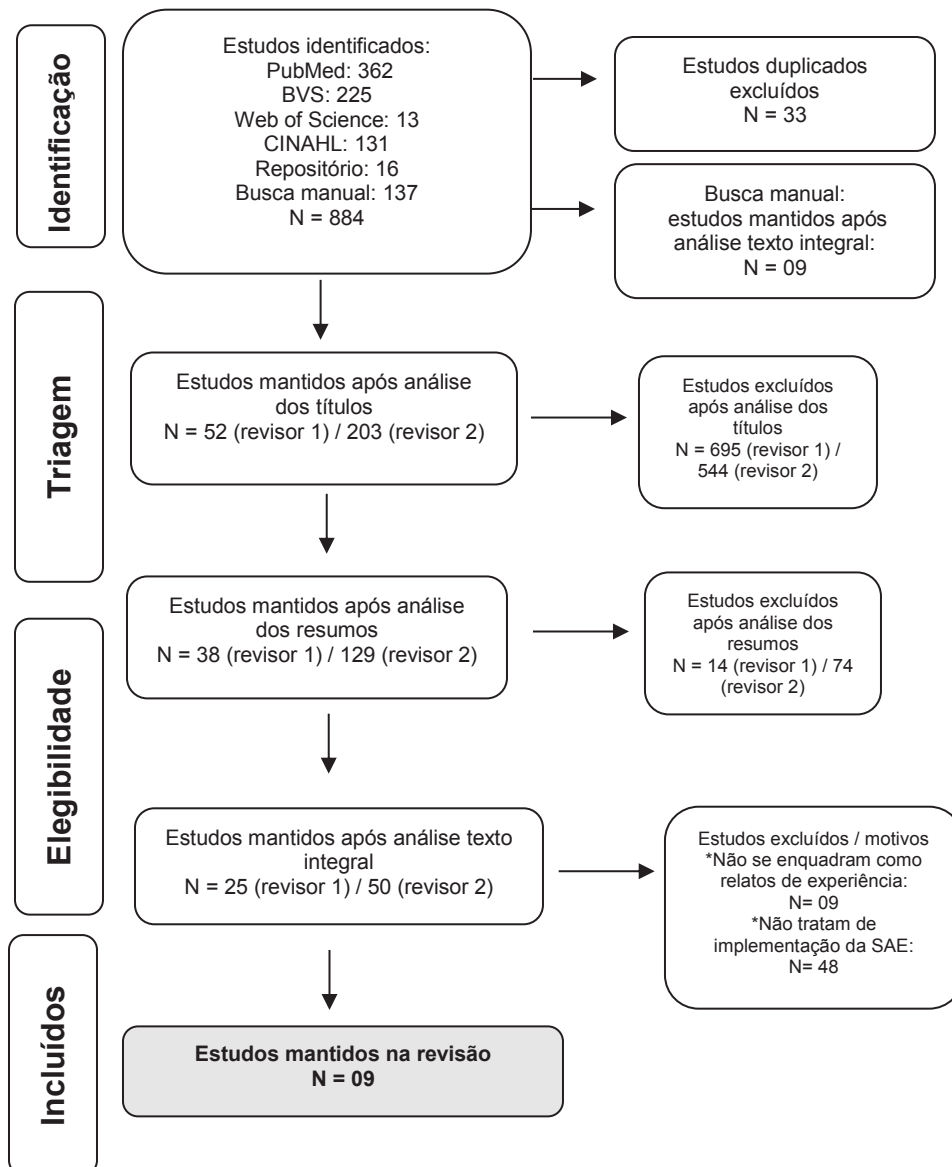 Identificação
Estudos identificados:
PubMed: 362
BVS: 225
Web of Science: 13
CINAHL: 131
Repositório: 16
Busca manual: 137
N = 884
Estudos duplicados
excluídos
N = 33
Busca manual:
estudos mantidos após
análise texto integral:
N = 09
Triagem
Estudos mantidos após análise
dos títulos
N = 52 (revisor 1) / 203 (revisor 2)
Estudos excluídos
após análise dos
títulos
N = 695 (revisor 1) /
544 (revisor 2)
Elegibilidade
Estudos mantidos após análise
dos resumos
N = 38 (revisor 1) / 129 (revisor 2)
Estudos excluídos
após análise dos
resumos
N = 14 (revisor 1) / 74
(revisor 2)
Estudos mantidos após análise texto
integral
N = 25 (revisor 1) / 50 (revisor 2)
Estudos excluídos / motivos
*Não se enquadram como
relatos de experiência:
N= 09
*Não tratam de
implementação da SAE:
N= 48
Incluídos
Estudos mantidos na revisão
N = 09